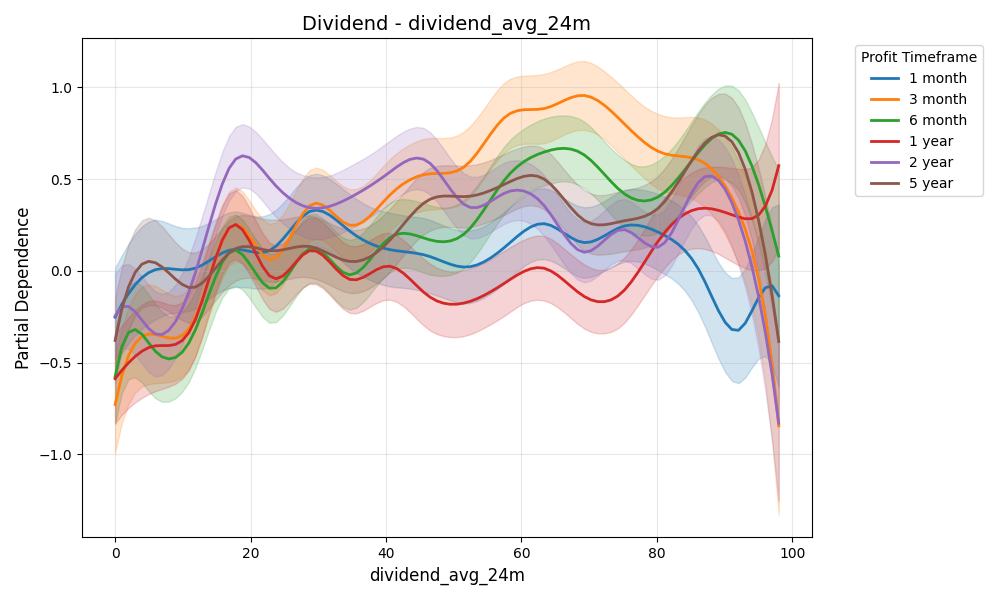 Dividend - dividend_avg_24m
Profit Timeframe
1 month
3 month
6 month
1 year
2 year
5 year
Partial Dependence
1.0
0.5
0.0
−0.5
−1.0
0 20 40 60 80 100
dividend_avg_24m